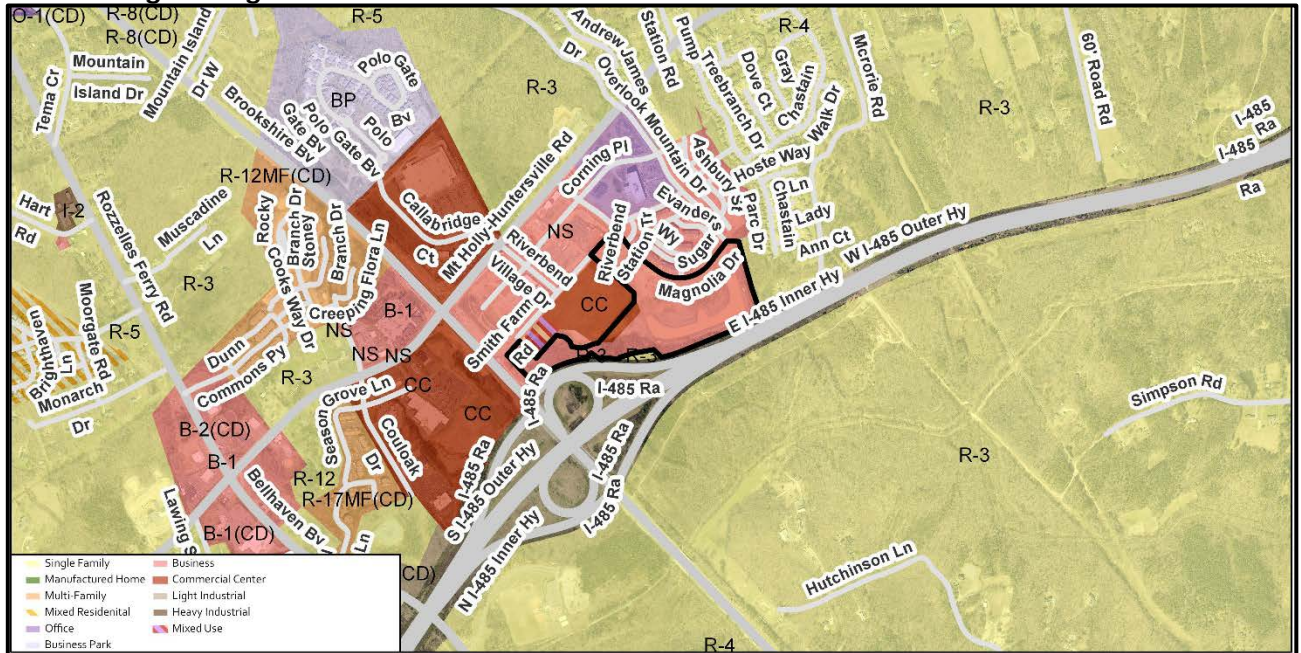 O-1(CD)
R-8(CD)
R-8(CD)
R-5
R-4
R-3
R-3
Mountain
Island Dr
Mountain Island
Dr W
Tema Cr
Brookshire Bv
Polo Gate
Bv
BP
Polo
Gate Bv
Polo
Polo Gate Bv
Andrew James
Dr
Overlook Mountain Dr
Station Rd
Pump
Treebranch Dr
Dove Ct
Gray
Chastain
Walk Dr
Hoste Way
Mcrorie Rd
60' Road Rd
I-485
I-485 Ra
Ra
Hart
Rd
I-2
Rozzelles Ferry Rd
Muscadine
Ln
R-12MF(CD)
Rocky
Branch Dr
Stoney
Branch Dr
Cooks Way Dr
Creeping Floral Ln
Callabridge
Ct
Mt Holly-Huntersville Rd
Corning Pl
NS
Riverbend
Village Dr
Riverbend
Station Tr
Evanders
Wy
Sugar
Magnolia Dr
Ashbury St
Parc Dr
Chastain
Ln
Lady
Ann Ct
W I-485 Outer Hy
E I-485 Inner Hy
R-3
R-5
Moorgate Rd
Brighthaven
Ln
Monarch
Dr
Dunn
Commons Py
NS
NS
NS
B-1
R-3
CC
CC
CC
Smith Farm
Rd
I-485 Ra
I-485 Ra
I-485 Ra
I-485 Ra
I-485 Ra
S I-485 Outer Hy
N I-485 Inner Hy
Season Grove Ln
Couloak
Dr
B-2(CD)
B-1
Bellhaven Bv
R-12
R-17MF(CD)
Ln
B-1(CD)
Lawing S
CD)
R-3
Simpson Rd
Hutchinson Ln
R-4
Single Family
Manufactured Home
Multi-Family
Mixed Residenital
Office
Business Park
Business
Commercial Center
Light Industrial
Heavy Industrial
Mixed Use